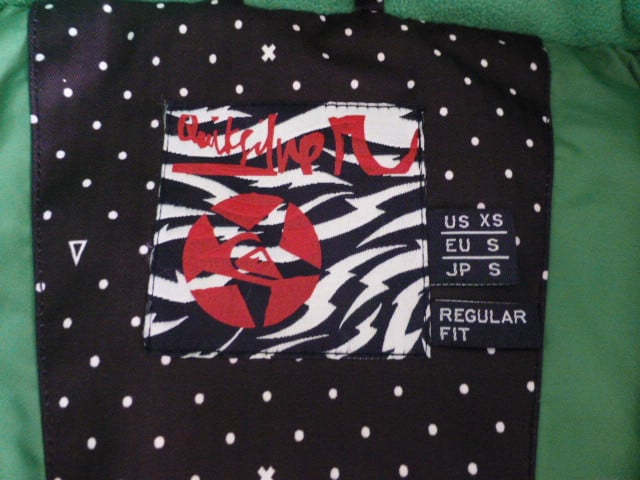 Quiksilver
US XS
EU S
JP S
REGULAR
FIT